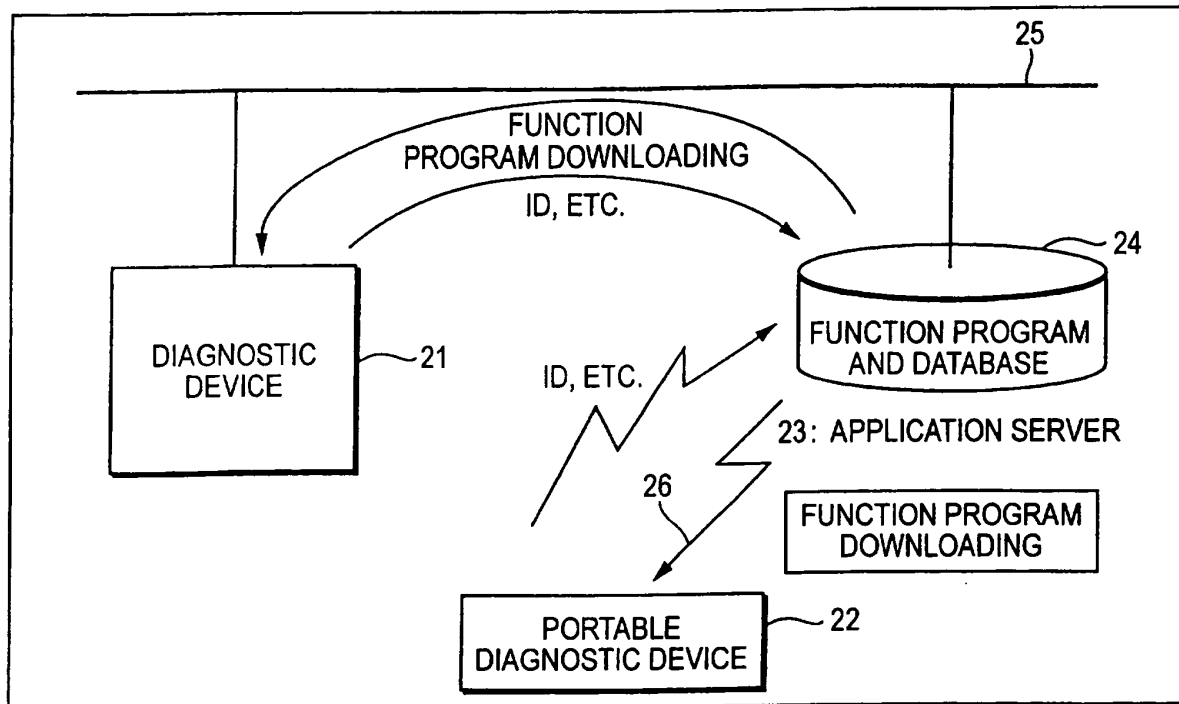 25
FUNCTION
PROGRAM DOWNLOADING
ID, ETC.
24
DIAGNOSTIC
DEVICE
21
FUNCTION PROGRAM
AND DATABASE
ID, ETC.
23: APPLICATION SERVER
26
FUNCTION PROGRAM
DOWNLOADING
PORTABLE
DIAGNOSTIC DEVICE
22